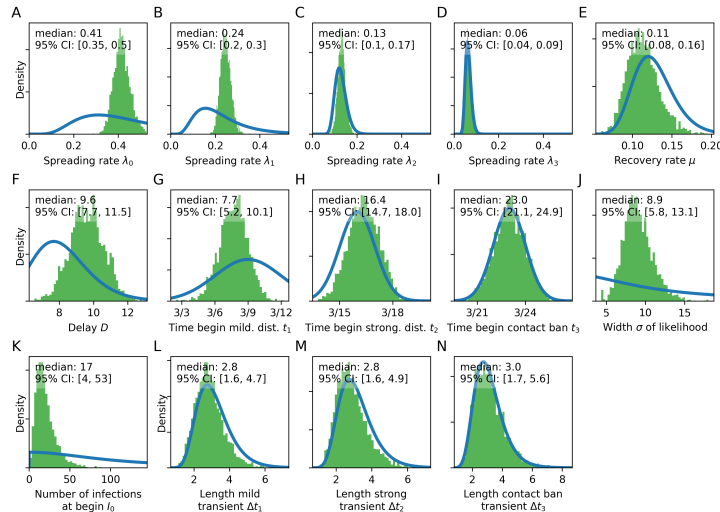 A
median: 0.41
95% CI: [0.35, 0.5]
Density
0.0
0.2
0.4
Spreading rate λ0
B
median: 0.24
95% CI: [0.2, 0.3]
0.0
0.2
0.4
Spreading rate λ1
C
median: 0.13
95% CI: [0.1, 0.17]
0.0
0.2
0.4
Spreading rate λ2
D
median: 0.06
95% CI: [0.04, 0.09]
0.0
0.2
0.4
Spreading rate λ3
E
median: 0.11
95% CI: [0.08, 0.16]
0.10
0.15
0.20
Recovery rate μ
F
median: 9.6
95% CI: [7.7, 11.5]
Density
8
10
12
Delay D
G
median: 7.7
95% CI: [5.2, 10.1]
3/3
3/6
3/9
3/12
Time begin mild. dist. t1
H
median: 16.4
95% CI: [14.7, 18.0]
3/15
3/18
Time begin strong. dist. t2
I
median: 23.0
95% CI: [21.1, 24.9]
3/21
3/24
Time begin contact ban t3
J
median: 8.9
95% CI: [5.8, 13.1]
5
10
15
Width σ of likelihood
K
median: 17
95% CI: [4, 53]
0
50
100
Number of infections
at begin I0
L
median: 2.8
95% CI: [1.6, 4.7]
Density
2
4
6
Length mild
transient Δt1
M
median: 2.8
95% CI: [1.6, 4.9]
2
4
6
Length strong
transient Δt2
N
median: 3.0
95% CI: [1.7, 5.6]
2
4
6
8
Length contact ban
transient Δt3